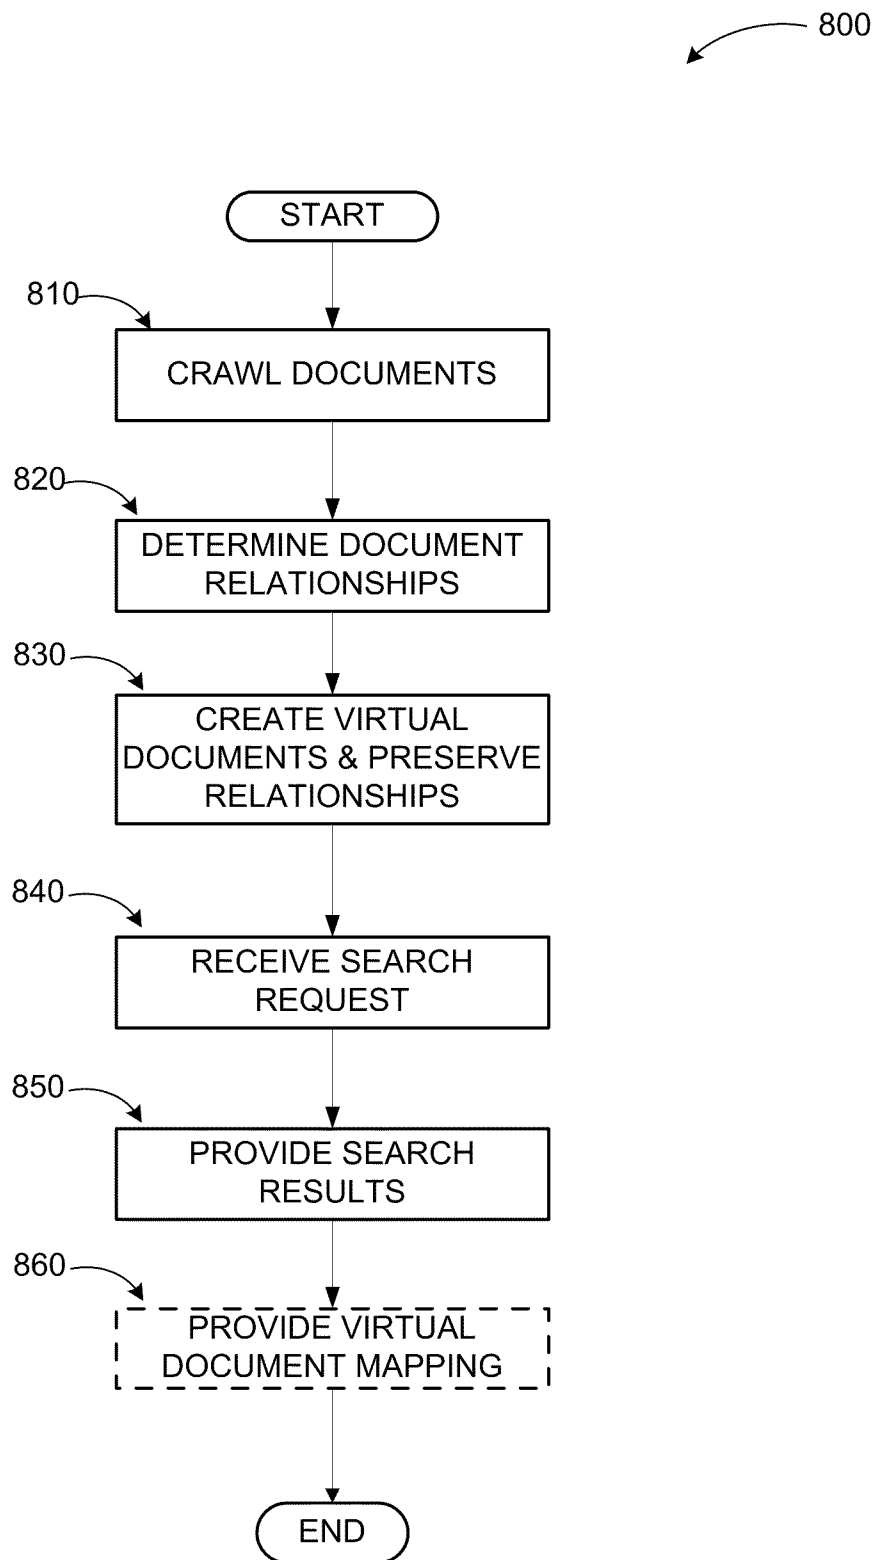 800
START
810
CRAWL DOCUMENTS
820
DETERMINE DOCUMENT
RELATIONSHIPS
830
CREATE VIRTUAL
DOCUMENTS & PRESERVE
RELATIONSHIPS
840
RECEIVE SEARCH
REQUEST
850
PROVIDE SEARCH
RESULTS
860
PROVIDE VIRTUAL
DOCUMENT MAPPING
END